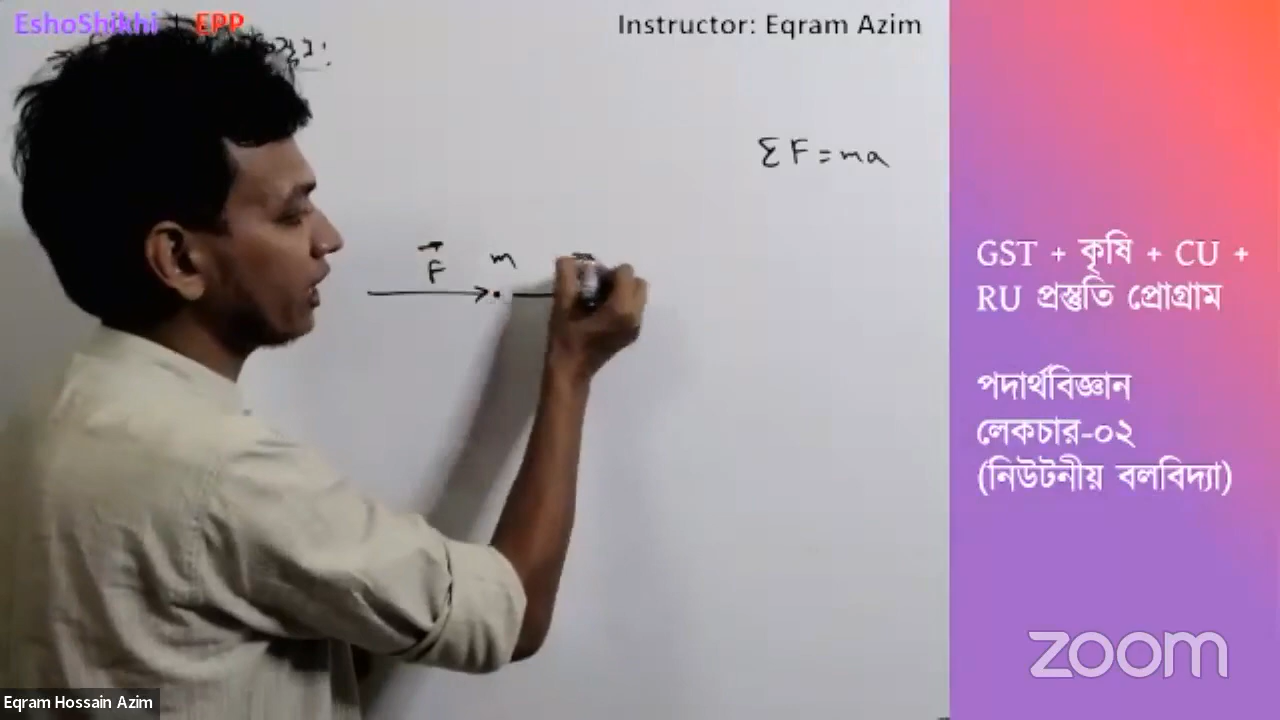 EshoShikhi | EPP
Instructor: Eqram Azim
ΣF=ma
F
m
GST + কৃষি + CU +
RU প্রস্তুতি প্রোগ্রাম
পদার্থবিজ্ঞান
লেকচার-০২
(নিউটনীয় বলবিদ্যা)
zoom
Eqram Hossain Azim